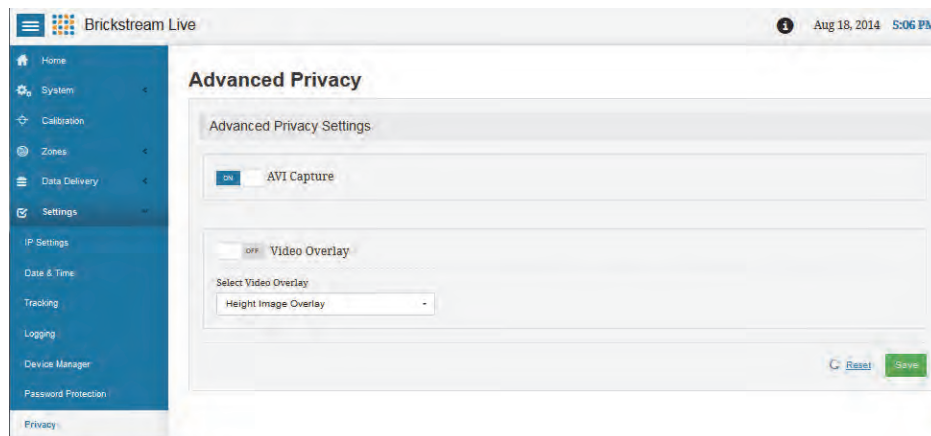 Brickstream Live
Aug 18, 2014 5:06 PM
Home
System
Calibration
Zones
Data Delivery
Settings
IP Settings
Date & Time
Tracking
Logging
Device Manager
Password Protection
Privacy
Advanced Privacy
Advanced Privacy Settings
ON AVI Capture
OFF Video Overlay
Select Video Overlay
Height Image Overlay
Reset Save